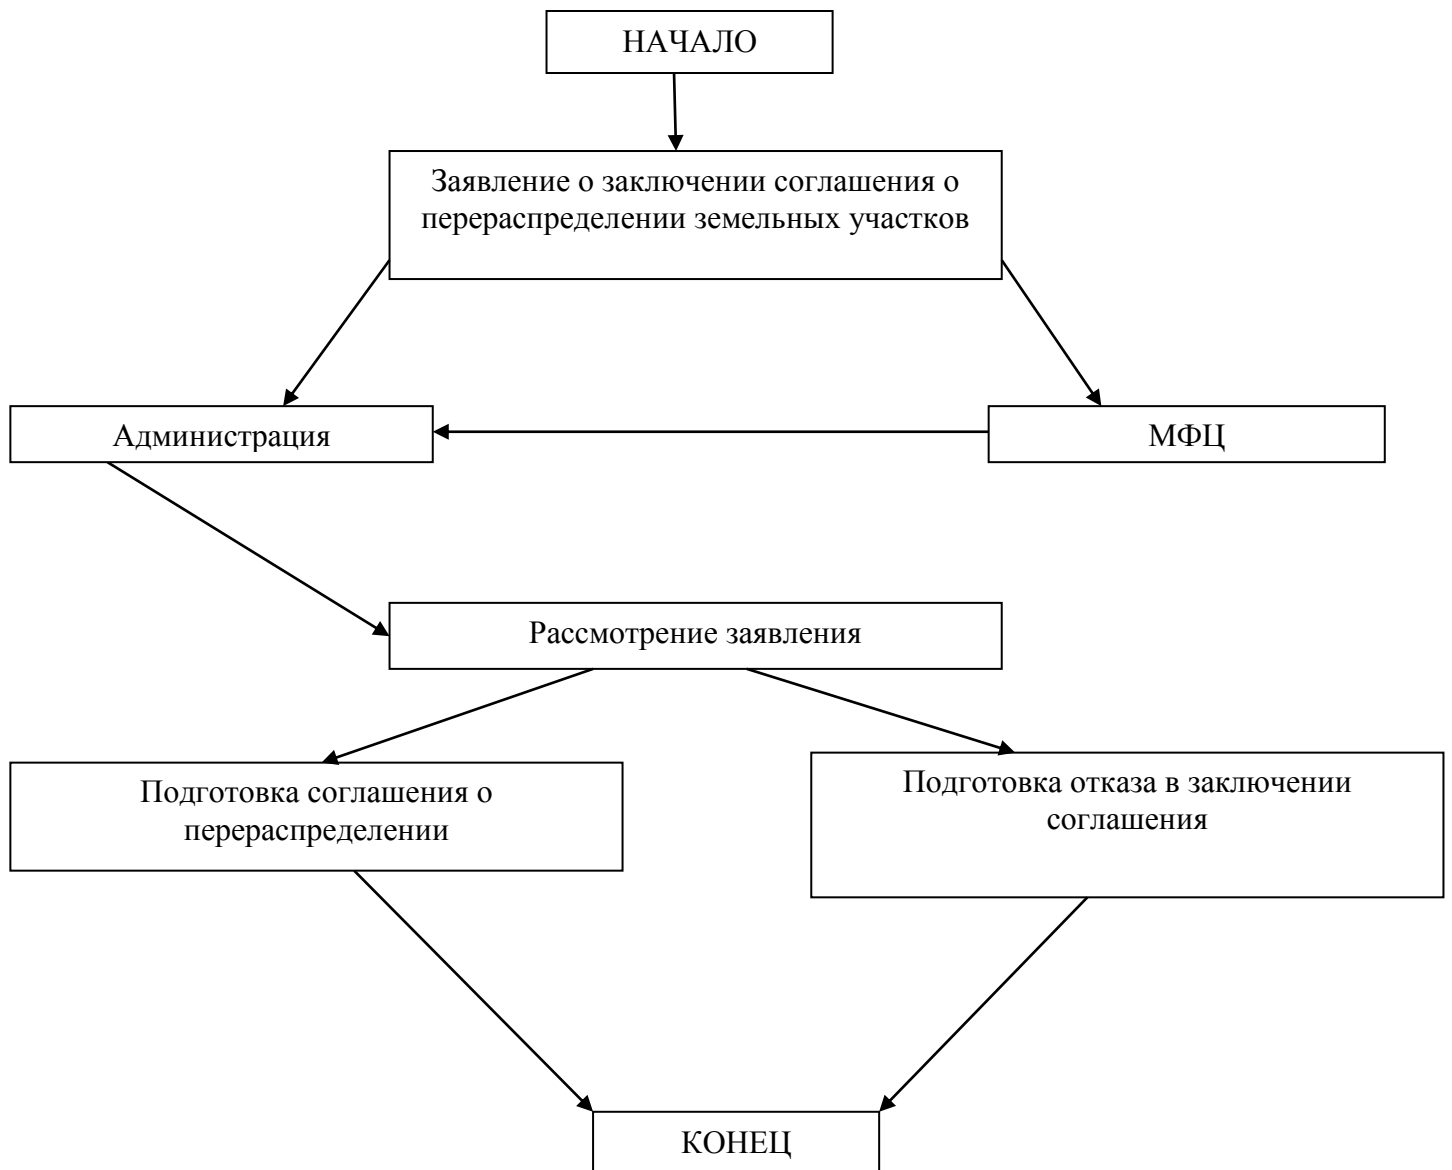 НАЧАЛО
Заявление о заключении соглашения о
перераспределении земельных участков
Администрация
МФЦ
Рассмотрение заявления
Подготовка соглашения о
перераспределении
Подготовка отказа в заключении
соглашения
КОНЕЦ